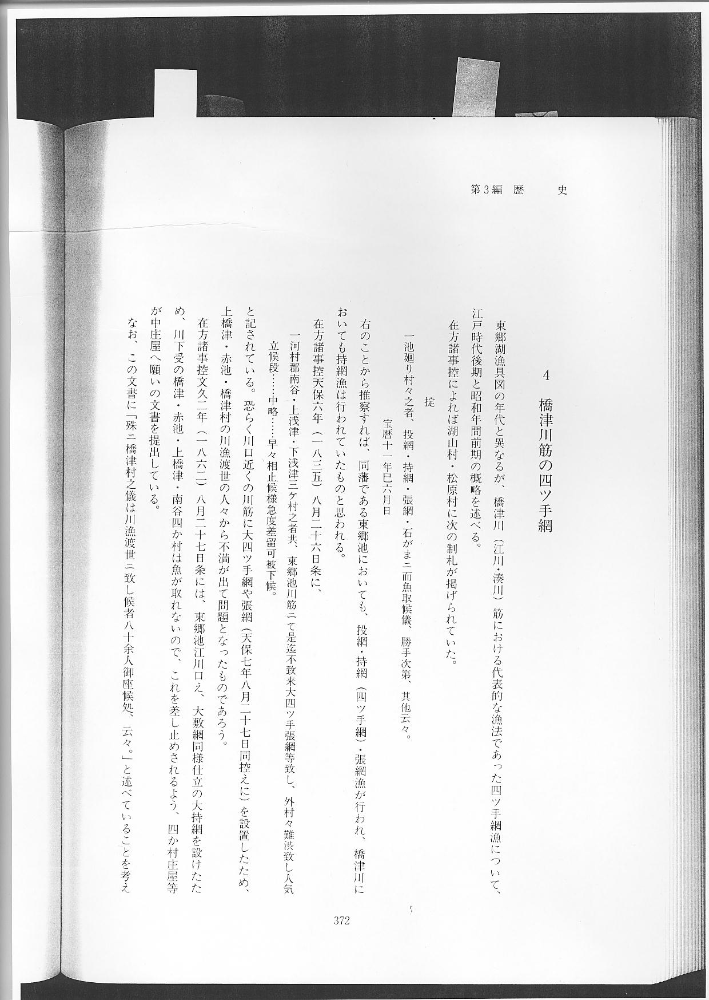 第3編 歴 史
4 橋津川筋の四ツ手網
東郷湖漁具図の年代と異なるが、橋津川（江川・湊川）筋における代表的な漁法であった四ツ手網漁について、
江戸時代後期と昭和年間前期の概略を述べる。
在方諸事控によれば湖山村・松原村に次の制札が掲げられていた。
掟
一池廻り村々之者、投網・持網・張網・石がまニ而魚取候儀、勝手次第、其他云々。
宝暦十一年巳六月日
右のことから推察すれば、同藩である東郷池においても、投網・持網（四ツ手網）・張網漁が行われ、橋津川に
おいても持網漁は行われていたものと思われる。
在方諸事控天保六年（一八三五）八月二十六日条に、
一河村郡南谷・上浅津・下浅津三ケ村之者共、東郷池川筋ニて是迄不致来大四ツ手張網等致し、外村々難渋致し人気
立候段……中略……早々相止候様急度差留可被下候。
と記されている。恐らく川口近くの川筋に大四ツ手網や張網（天保七年八月二十七日同控えに）を設置したため、
上橋津・赤池・橋津村の川漁渡世の人々から不満が出て問題となったものであろう。
在方諸事控文久二年（一八六二）八月二十七日条には、東郷池江川口え、大敷網同様仕立の大持網を設けたた
め、川下受の橋津・赤池・上橋津・南谷四か村は魚が取れないので、これを差し止めされるよう、四か村庄屋等
が中庄屋へ願いの文書を提出している。
なお、この文書に「殊ニ橋津村之儀は川漁渡世ニ致し候者八十余人御座候処、云々。」と述べていることを考え
372